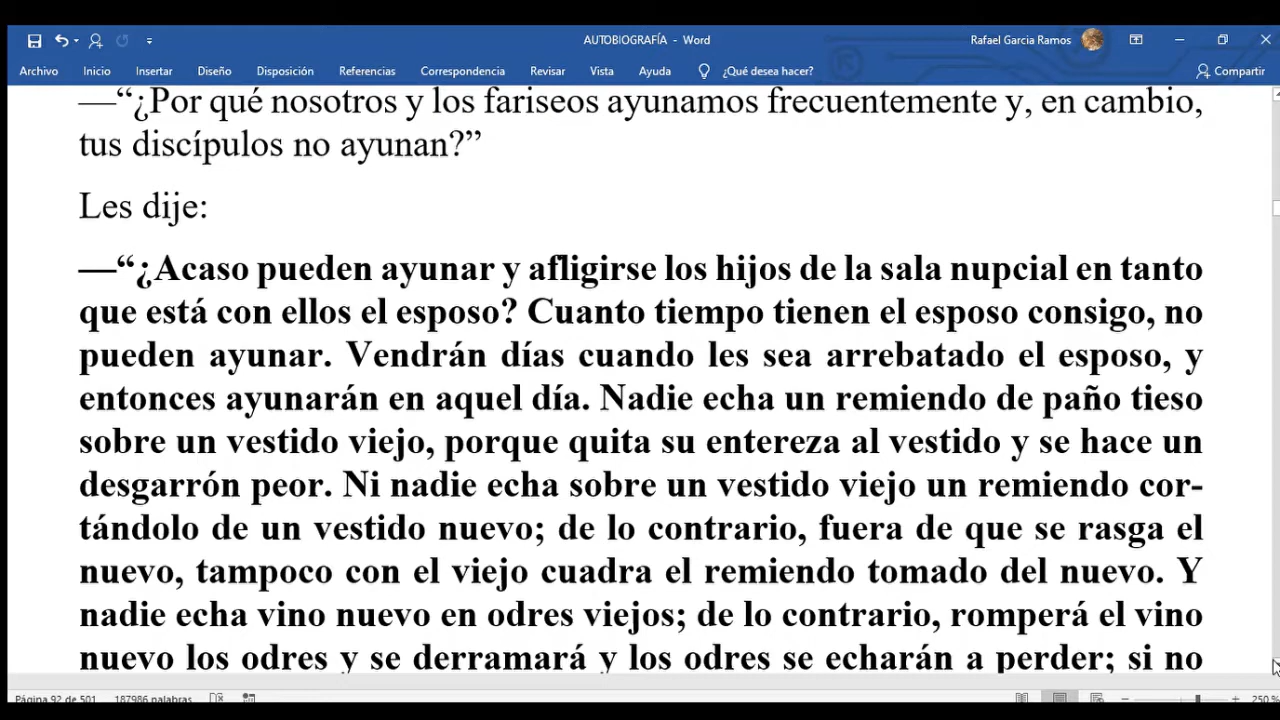 AUTOBIOGRAFÍA - Word
Rafael Garcia Ramos
Archivo Inicio Insertar Diseño Disposición Referencias Correspondencia Revisar Vista Ayuda ¿Qué desea hacer? Compartir
—“¿Por qué nosotros y los fariseos ayunamos frecuentemente y, en cambio,
tus discípulos no ayunan?”
Les dije:
—“¿Acaso pueden ayunar y afligirse los hijos de la sala nupcial en tanto
que está con ellos el esposo? Cuanto tiempo tienen el esposo consigo, no
pueden ayunar. Vendrán días cuando les sea arrebatado el esposo, y
entonces ayunarán en aquel día. Nadie echa un remiendo de paño tieso
sobre un vestido viejo, porque quita su entereza al vestido y se hace un
desgarrón peor. Ni nadie echa sobre un vestido viejo un remiendo cor-
tándolo de un vestido nuevo; de lo contrario, fuera de que se rasga el
nuevo, tampoco con el viejo cuadra el remiendo tomado del nuevo. Y
nadie echa vino nuevo en odres viejos; de lo contrario, romperá el vino
nuevo los odres y se derramará y los odres se echarán a perder; si no
Página 92 de 501 187986 palabras 250 %